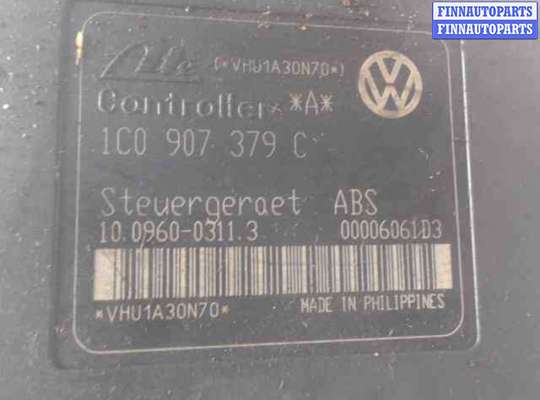 FINNAUTOPARTS
FINNAUTOPARTS
Ate (*VHU1A30N70*)
Controller *A*
1C0 907 379 C
Steuergeraet ABS
10.0960-0311.3 00006061D3
*VHU1A30N70* MADE IN PHILIPPINES